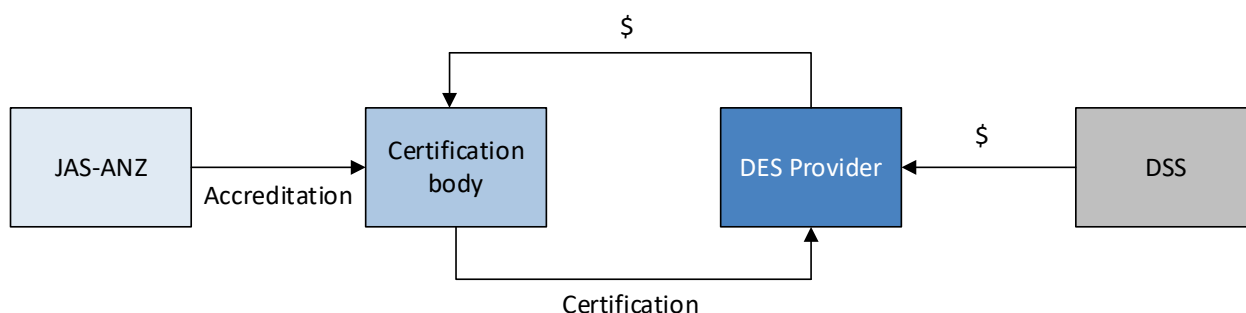 $
JAS-ANZ
Accreditation
Certification
body
DES Provider
$
DSS
Certification